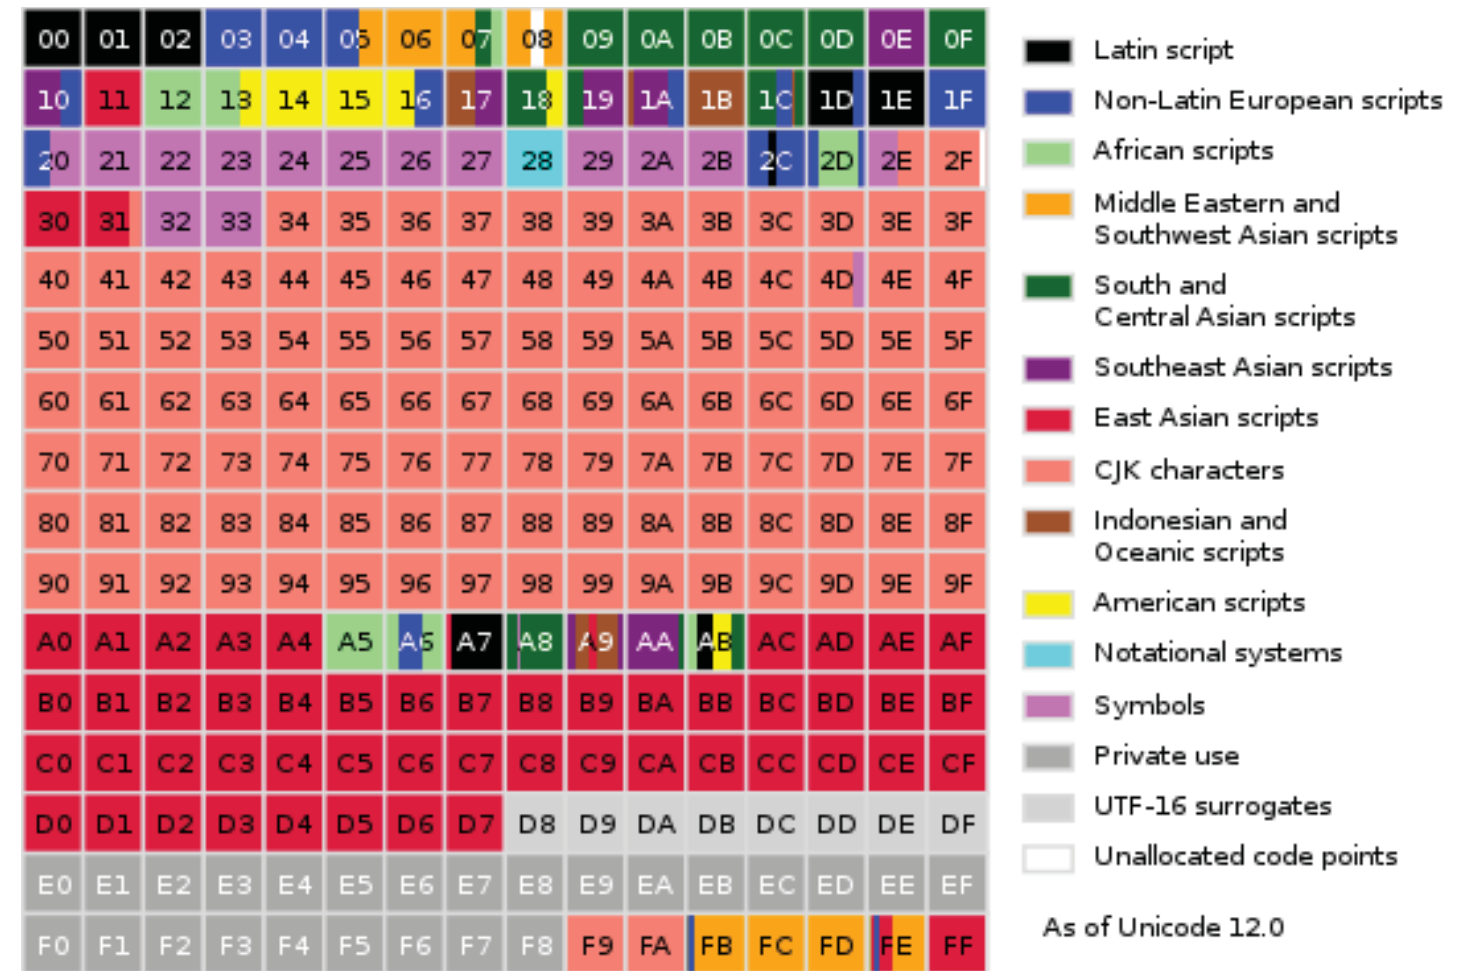 00 01 02 03 04 05 06 07 08 09 0A 0B 0C 0D 0E 0F
10 11 12 13 14 15 16 17 18 19 1A 1B 1C 1D 1E 1F
20 21 22 23 24 25 26 27 28 29 2A 2B 2C 2D 2E 2F
30 31 32 33 34 35 36 37 38 39 3A 3B 3C 3D 3E 3F
40 41 42 43 44 45 46 47 48 49 4A 4B 4C 4D 4E 4F
50 51 52 53 54 55 56 57 58 59 5A 5B 5C 5D 5E 5F
60 61 62 63 64 65 66 67 68 69 6A 6B 6C 6D 6E 6F
70 71 72 73 74 75 76 77 78 79 7A 7B 7C 7D 7E 7F
80 81 82 83 84 85 86 87 88 89 8A 8B 8C 8D 8E 8F
90 91 92 93 94 95 96 97 98 99 9A 9B 9C 9D 9E 9F
A0 A1 A2 A3 A4 A5 A6 A7 A8 A9 AA AB AC AD AE AF
B0 B1 B2 B3 B4 B5 B6 B7 B8 B9 BA BB BC BD BE BF
C0 C1 C2 C3 C4 C5 C6 C7 C8 C9 CA CB CC CD CE CF
D0 D1 D2 D3 D4 D5 D6 D7 D8 D9 DA DB DC DD DE DF
E0 E1 E2 E3 E4 E5 E6 E7 E8 E9 EA EB EC ED EE EF
F0 F1 F2 F3 F4 F5 F6 F7 F8 F9 FA FB FC FD FE FF
Latin script
Non-Latin European scripts
African scripts
Middle Eastern and
Southwest Asian scripts
South and
Central Asian scripts
Southeast Asian scripts
East Asian scripts
CJK characters
Indonesian and
Oceanic scripts
American scripts
Notational systems
Symbols
Private use
UTF-16 surrogates
Unallocated code points
As of Unicode 12.0